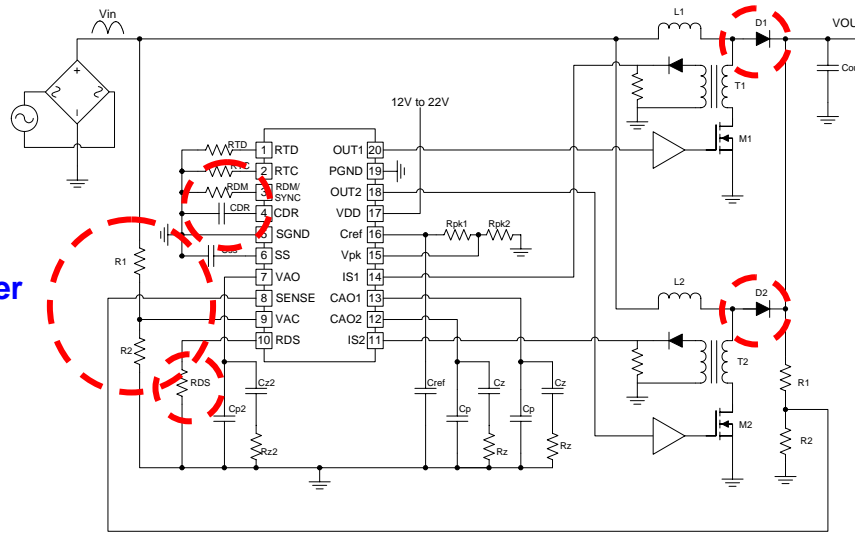 Vin
L1
D1
VOU
Cou
T1
12V to 22V
M1
RTD
1 RTD
OUT1 20
RTC
2 RTC
PGND 19
RDM
3 RDM/
SYNC
OUT2 18
CDR
4 CDR
VDD 17
5 SGND
Cref 16
Rpk1
Rpk2
6 SS
Vpk 15
R1
7 VAO
IS1 14
er
8 SENSE
CAO1 13
L2
D2
9 VAC
CAO2 12
10 RDS
IS2 11
R2
RDS
Cz2
Cref
Cz
Cz
T2
R1
Cp2
Cp
Cp
M2
R2
Rz2
Rz
Rz